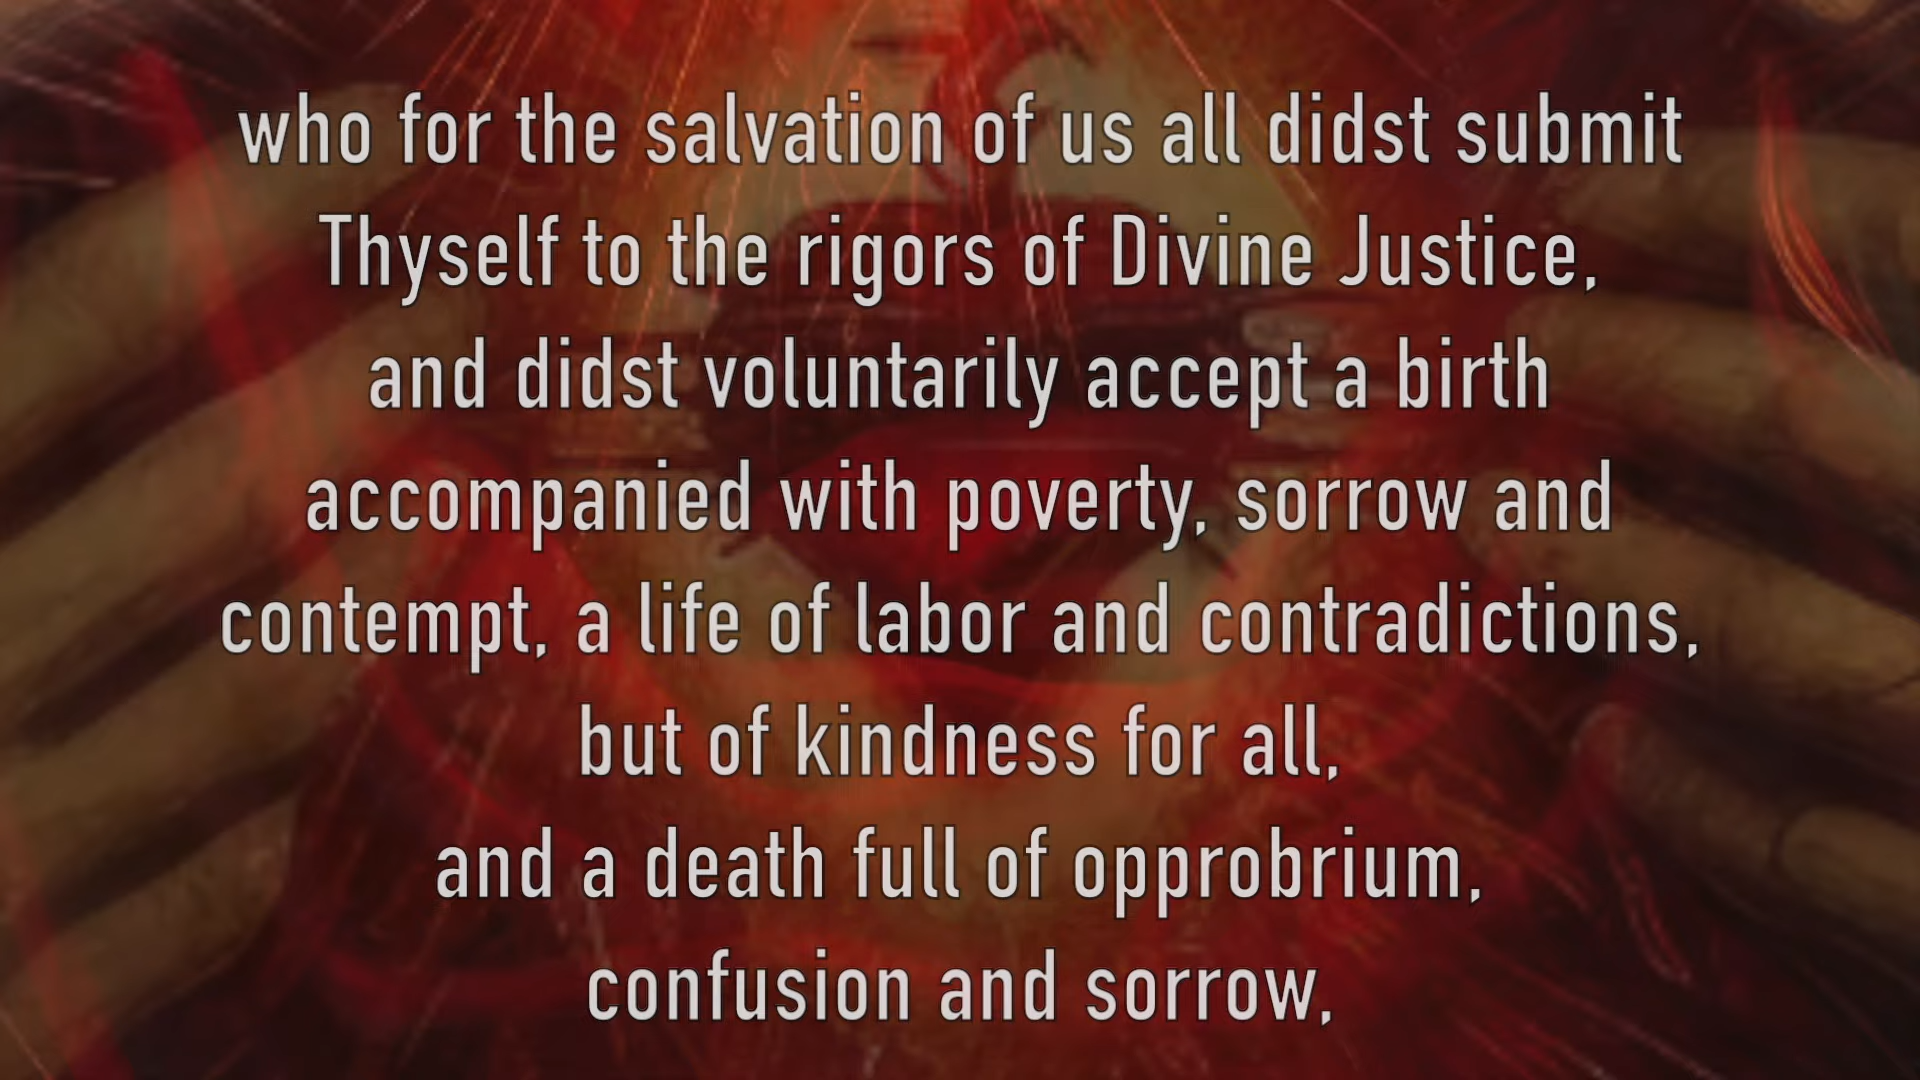 who for the salvation of us all didst submit
Thyself to the rigors of Divine Justice,
and didst voluntarily accept a birth
accompanied with poverty, sorrow and
contempt, a life of labor and contradictions,
but of kindness for all,
and a death full of opprobrium,
confusion and sorrow,